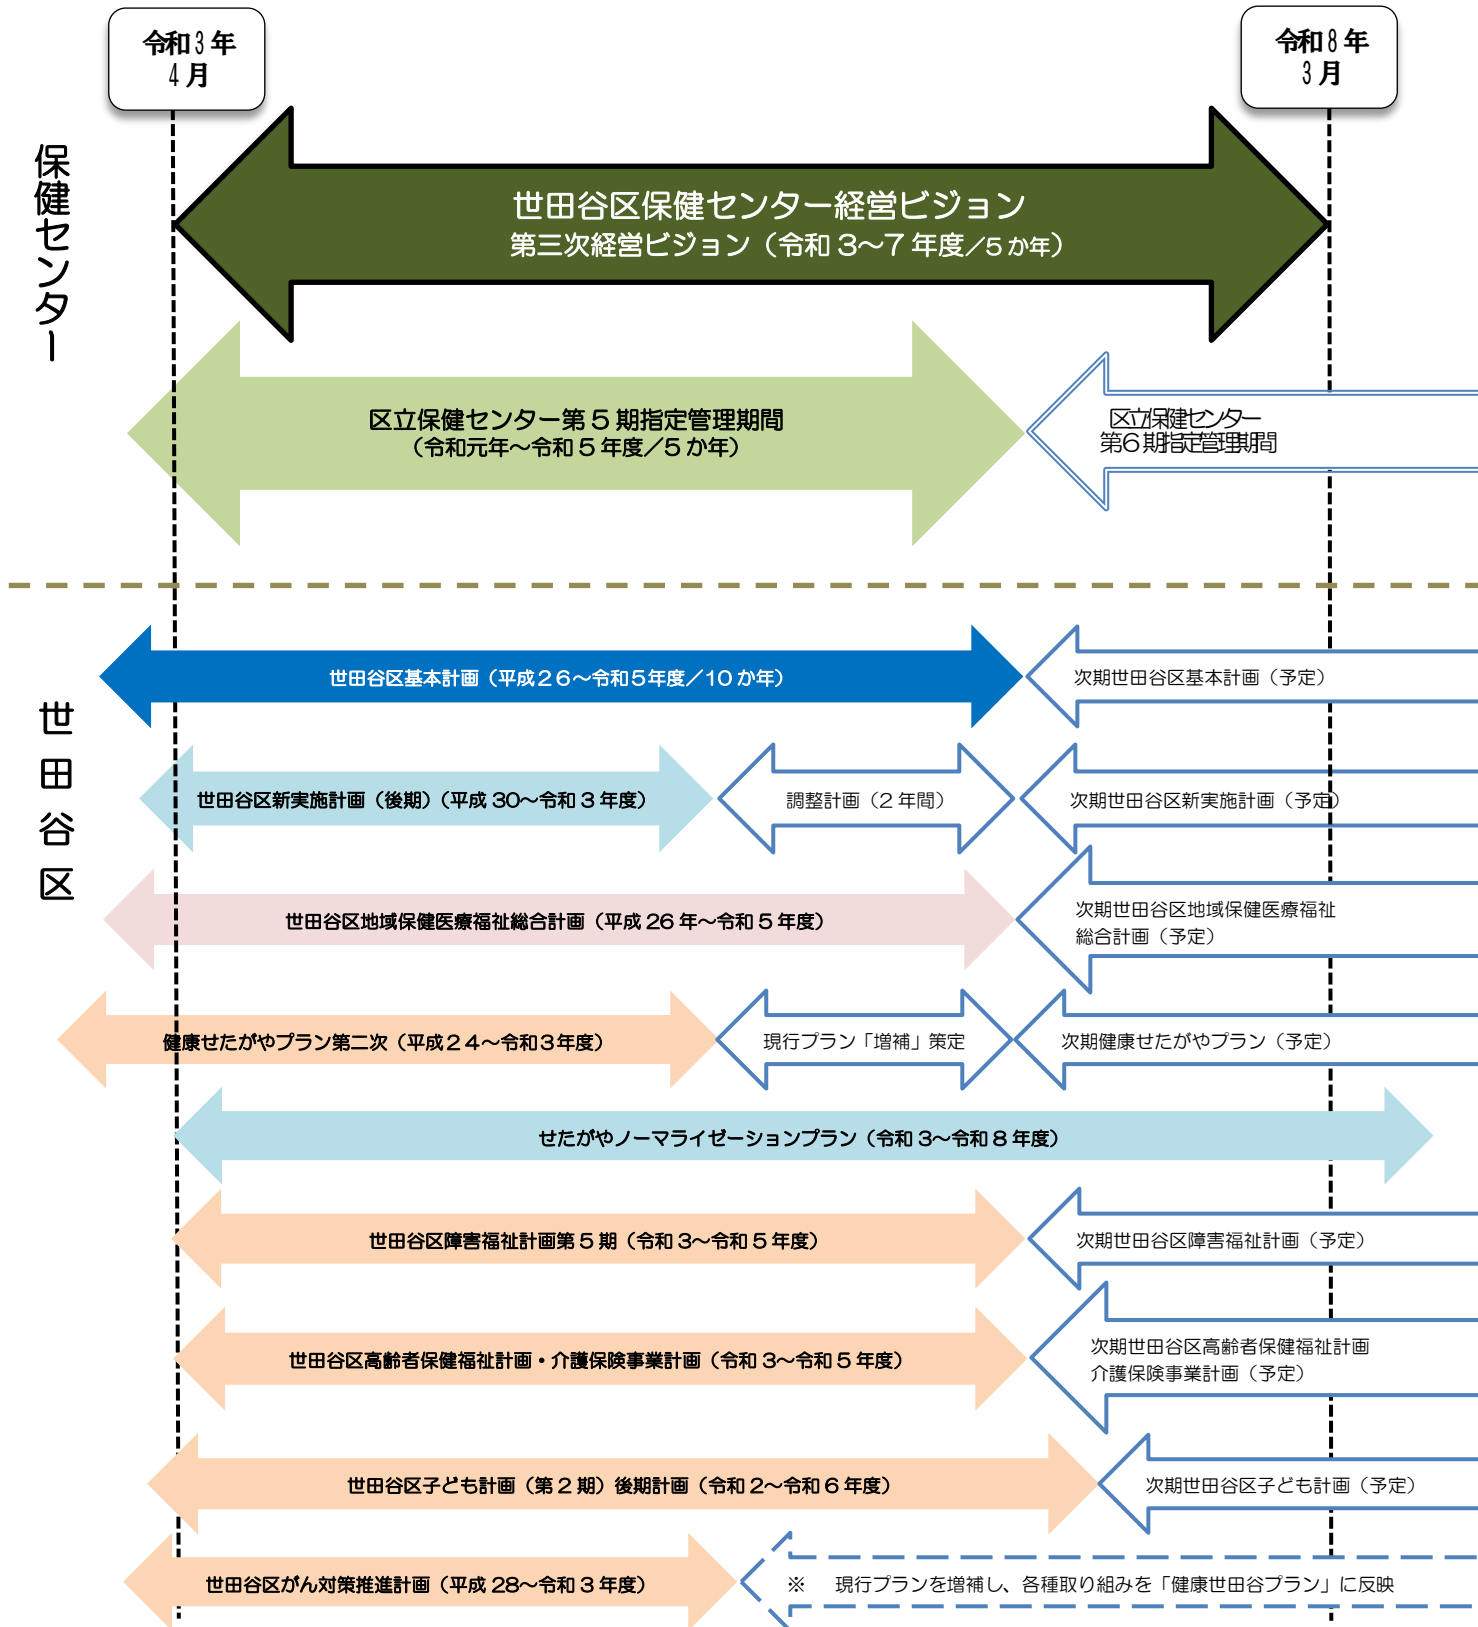 令和3年
4月
令和8年
3月
保健センター
世田谷区保健センター経営ビジョン
第三次経営ビジョン（令和3～7年度／5か年）
区立保健センター第5期指定管理期間
（令和元年～令和5年度／5か年）
区立保健センター
第6期指定管理期間
世田谷区
世田谷区基本計画（平成26～令和5年度／10か年）
次期世田谷区基本計画（予定）
世田谷区新実施計画（後期）（平成30～令和3年度）
調整計画（2年間）
次期世田谷区新実施計画（予定）
世田谷区地域保健医療福祉総合計画（平成26年～令和5年度）
次期世田谷区地域保健医療福祉
総合計画（予定）
健康せたがやプラン第二次（平成24～令和3年度）
現行プラン「増補」策定
次期健康せたがやプラン（予定）
せたがやノーマライゼーションプラン（令和3～令和8年度）
世田谷区障害福祉計画第5期（令和3～令和5年度）
次期世田谷区障害福祉計画（予定）
世田谷区高齢者保健福祉計画・介護保険事業計画（令和3～令和5年度）
次期世田谷区高齢者保健福祉計画
介護保険事業計画（予定）
世田谷区子ども計画（第2期）後期計画（令和2～令和6年度）
次期世田谷区子ども計画（予定）
世田谷区がん対策推進計画（平成28～令和3年度）
※　現行プランを増補し、各種取り組みを「健康世田谷プラン」に反映